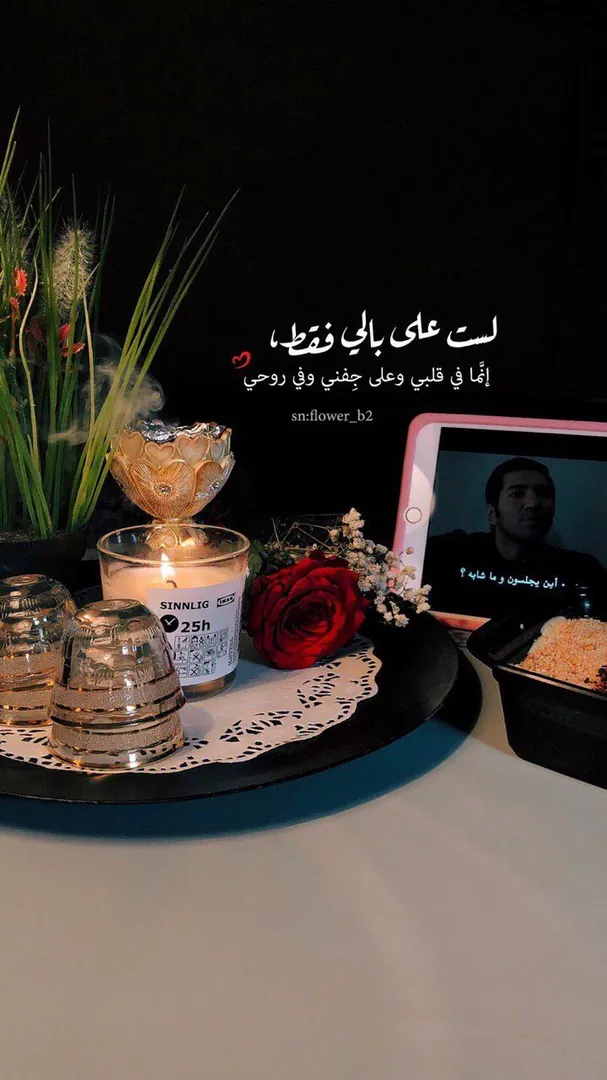 لست على بالي فقط،
إنَّما في قلبي وعلى جِفني وفي روحي
sn:flower_b2
أين يجلسون و ما شابه ؟
SINNLIG
IKEA
25h